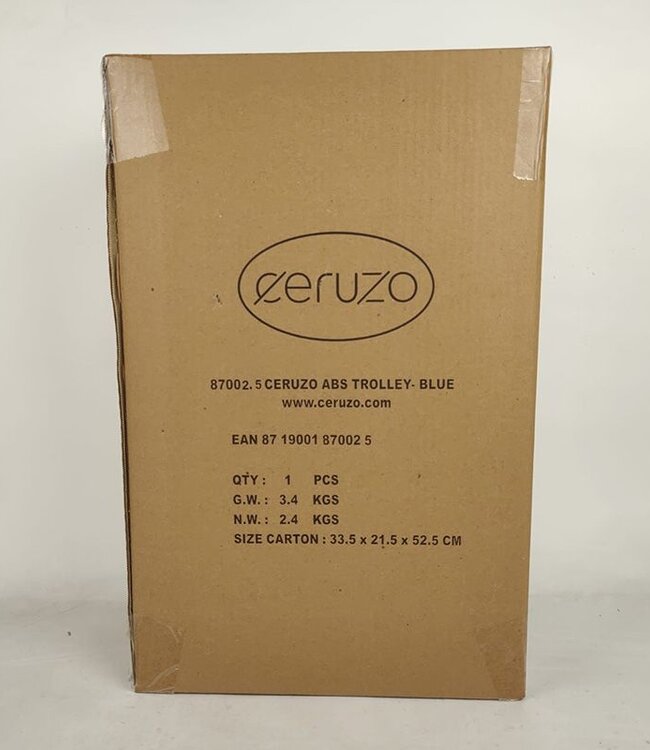 ceruzo
87002.5 CERUZO ABS TROLLEY- BLUE
www.ceruzo.com
EAN 87 19001 87002 5
QTY : 1 PCS
G.W. : 3.4 KGS
N.W. : 2.4 KGS
SIZE CARTON : 33.5 x 21.5 x 52.5 CM